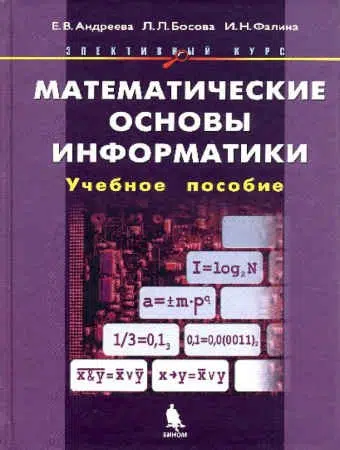 Е.В.Андреева Л.Л.Босова И.Н.Фалина
ЭЛЕКТИВНЫЙ КУРС
МАТЕМАТИЧЕСКИЕ
ОСНОВЫ
ИНФОРМАТИКИ
Учебное пособие
I=log₂N
a=±m·pq
1/3=0,1₃
0,1=0,0(0011)₂
x&y=x̅∨y̅
x→y=x̅∨y
БИНОМ